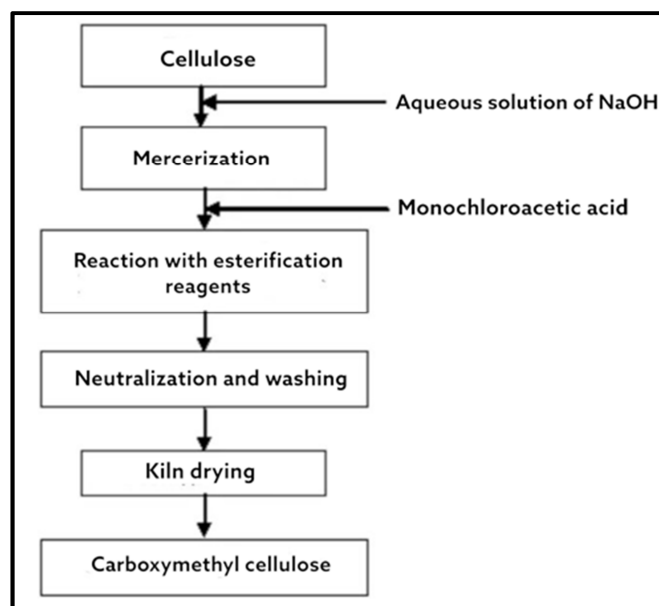 Cellulose
Aqueous solution of NaOH
Mercerization
Monochloroacetic acid
Reaction with esterification
reagents
Neutralization and washing
Kiln drying
Carboxymethyl cellulose